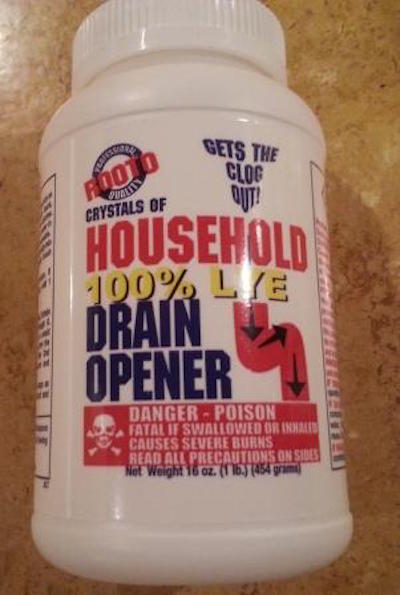 PROFESSIONAL
ROOTO
QUALITY
GETS THE
CLOG
OUT!
CRYSTALS OF
HOUSEHOLD
100% LYE
DRAIN
OPENER
DANGER - POISON
FATAL IF SWALLOWED OR INHALED
CAUSES SEVERE BURNS
READ ALL PRECAUTIONS ON SIDES
Net Weight 16 oz. (1 lb.) (454 grams)